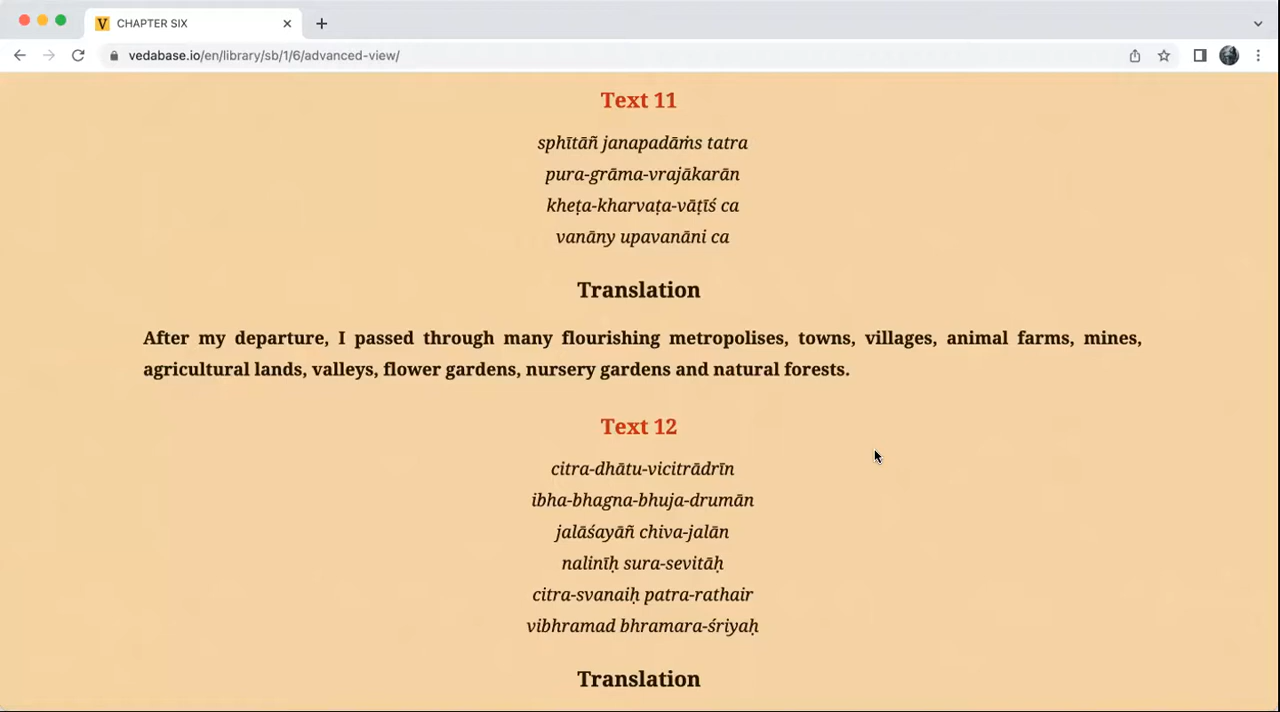 CHAPTER SIX
vedabase.io/en/library/sb/1/6/advanced-view/
Text 11
sphītāñ janapadāṁs tatra
pura-grāma-vrajākarān
kheṭa-kharvaṭa-vāṭīś ca
vanāny upavanāni ca
Translation
After my departure, I passed through many flourishing metropolises, towns, villages, animal farms, mines,
agricultural lands, valleys, flower gardens, nursery gardens and natural forests.
Text 12
citra-dhātu-vicitrādrīn
ibha-bhagna-bhuja-drumān
jalāśayāñ chiva-jalān
nalinīḥ sura-sevitāḥ
citra-svanaiḥ patra-rathair
vibhramad bhramara-śriyaḥ
Translation